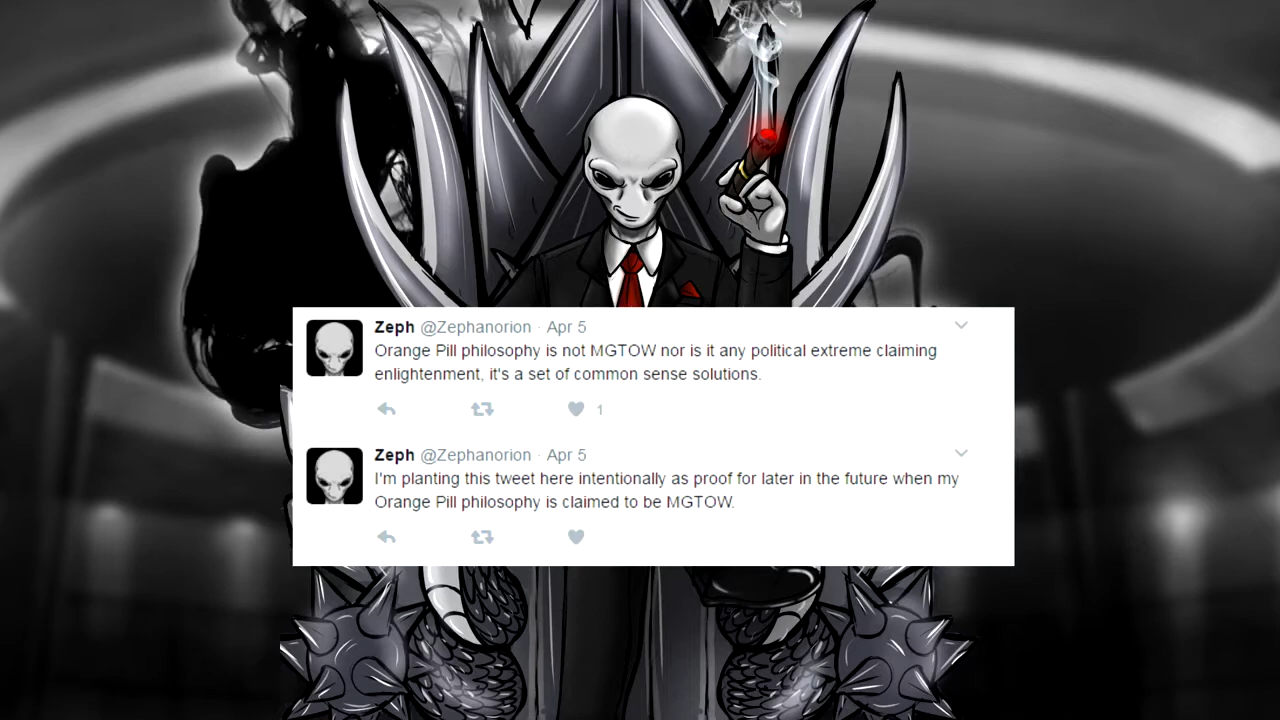 Zeph @Zephanorion · Apr 5
Orange Pill philosophy is not MGTOW nor is it any political extreme claiming
enlightenment, it's a set of common sense solutions.
1
Zeph @Zephanorion · Apr 5
I'm planting this tweet here intentionally as proof for later in the future when my
Orange Pill philosophy is claimed to be MGTOW.